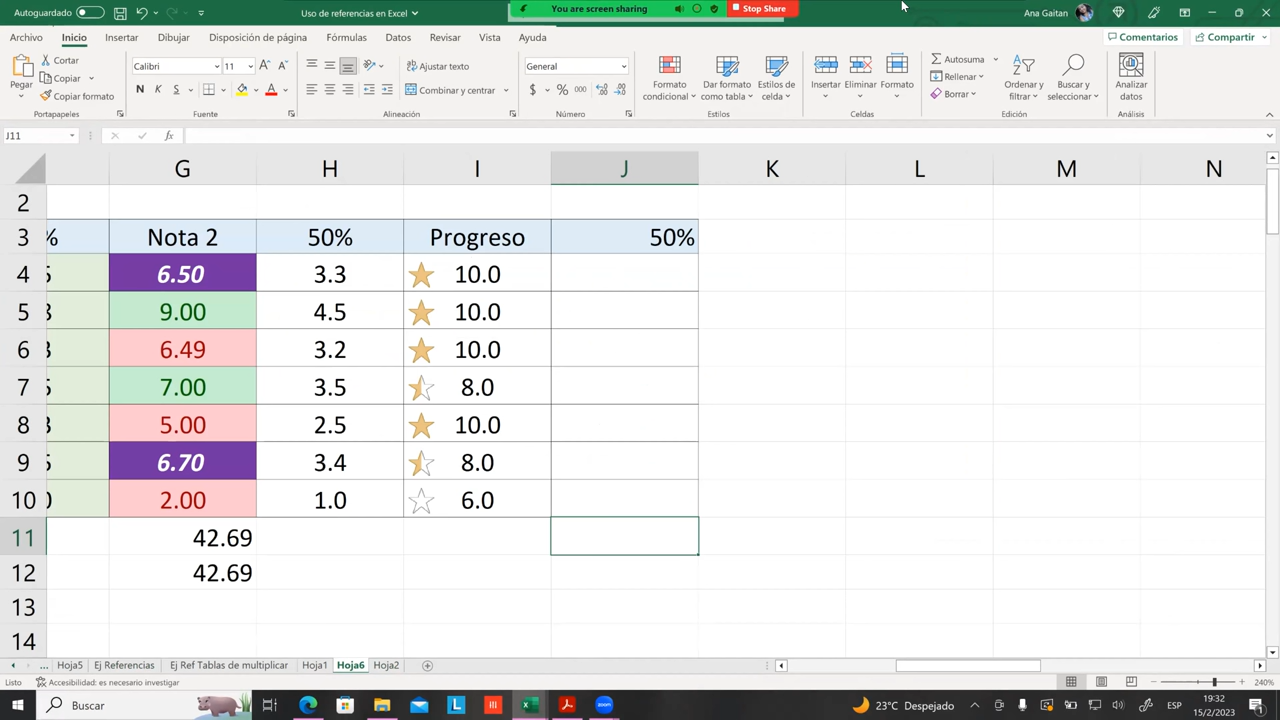 Autoguardado
Uso de referencias en Excel
You are screen sharing
Stop Share
Ana Gaitan
Archivo Inicio Insertar Dibujar Disposición de página Fórmulas Datos Revisar Vista Ayuda
Comentarios Compartir
Pegar
Cortar
Copiar
Copiar formato
Portapapeles
Calibri 11
N K S
Fuente
Ajustar texto
Combinar y centrar
Alineación
General
$ % 000
Número
Formato condicional
Dar formato como tabla
Estilos de celda
Estilos
Insertar
Eliminar
Formato
Celdas
Autosuma
Rellenar
Borrar
Ordenar y filtrar
Buscar y seleccionar
Edición
Analizar datos
Análisis
J11
fx
G H I J K L M N
2
3 % Nota 2 50% Progreso 50%
4 5 6.50 3.3 10.0
5 3 9.00 4.5 10.0
6 3 6.49 3.2 10.0
7 5 7.00 3.5 8.0
8 3 5.00 2.5 10.0
9 5 6.70 3.4 8.0
10 0 2.00 1.0 6.0
11 42.69
12 42.69
13
14
... Hoja5 Ej Referencias Ej Ref Tablas de multiplicar Hoja1 Hoja6 Hoja2
Listo Accesibilidad: es necesario investigar
240%
Buscar
23°C Despejado
ESP
19:32
15/2/2023